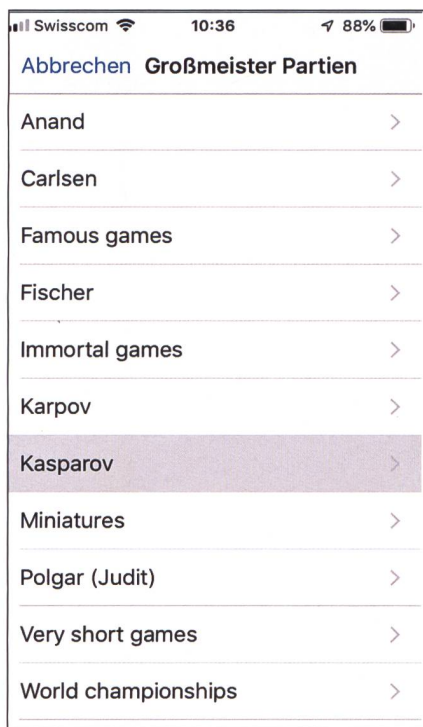 Swisscom 10:36 88%
Abbrechen Großmeister Partien
Anand
Carlsen
Famous games
Fischer
Immortal games
Karpov
Kasparov
Miniatures
Polgar (Judit)
Very short games
World championships